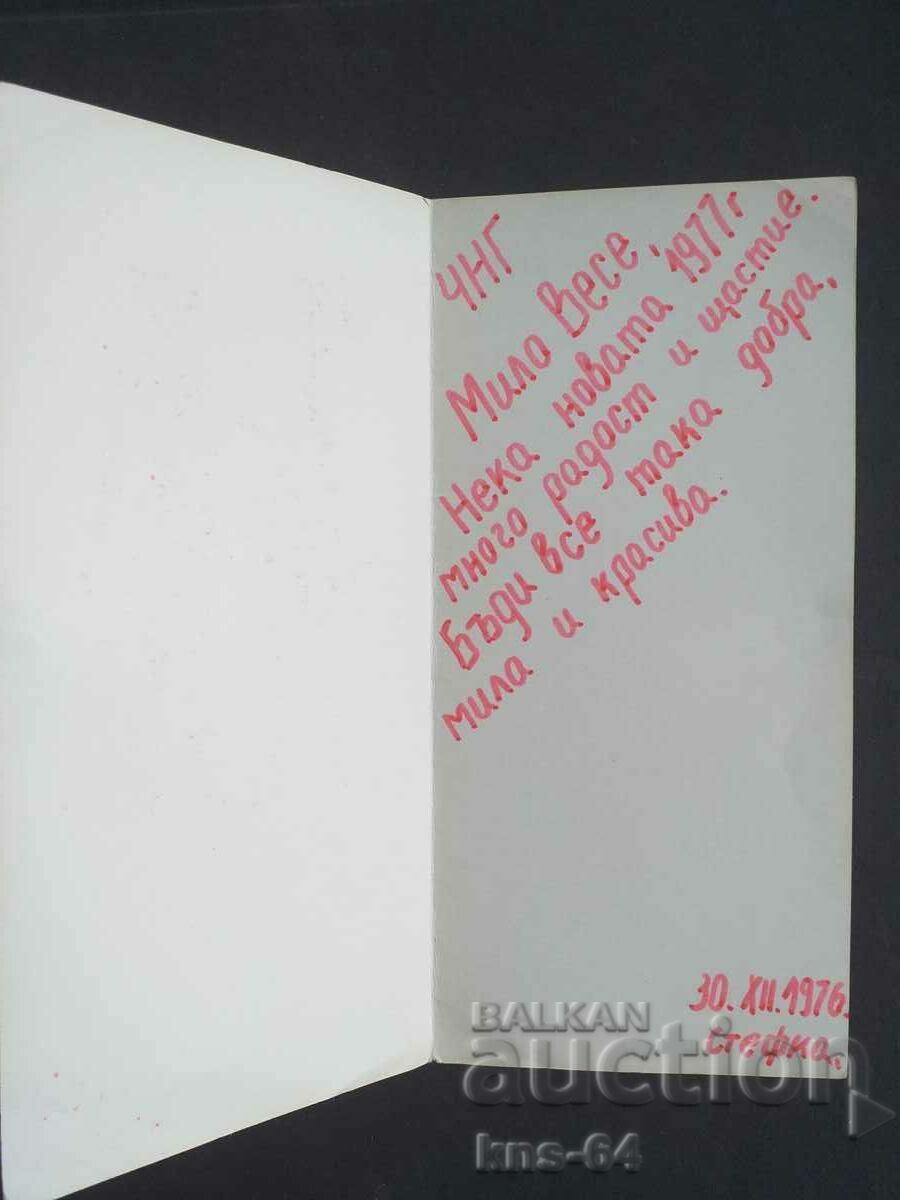 ЧНГ
Мила Весе,
Нека новата 1977г
много радост и щастие.
Бъди все така добра,
мила и красива.
30.XII.1976.
Стефка.
BALKAN
auction
kns-64